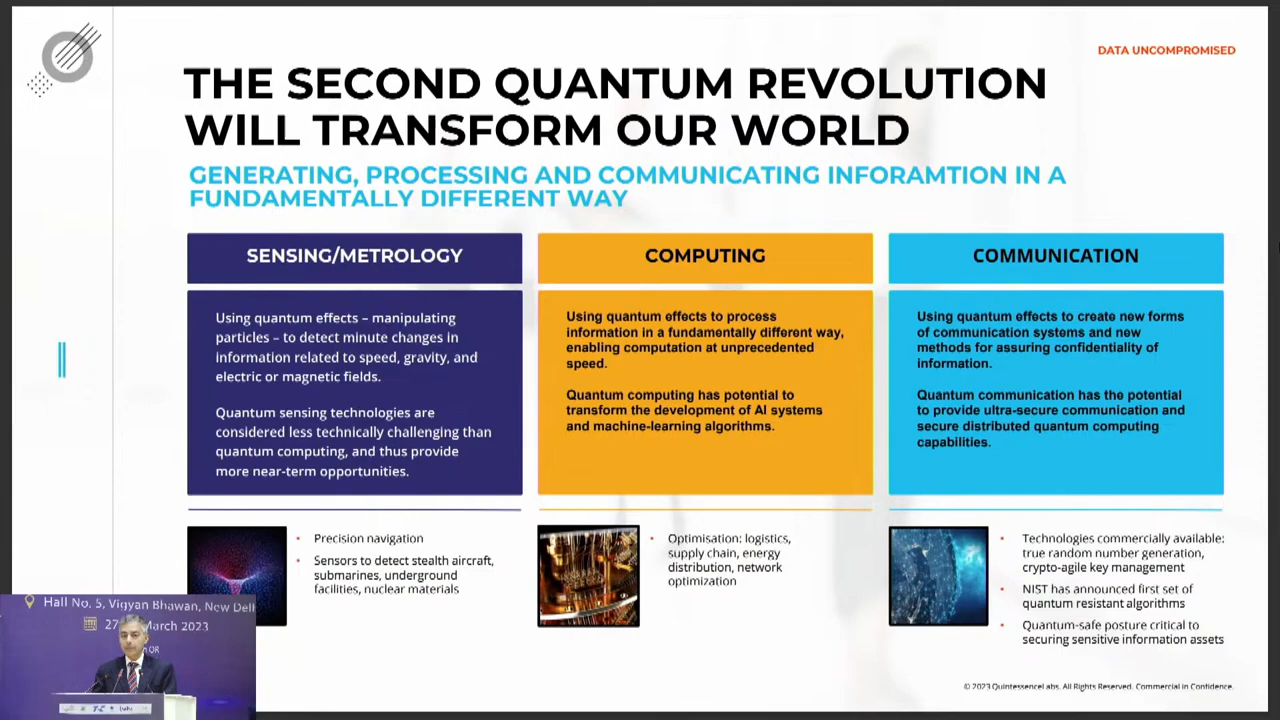 DATA UNCOMPROMISED
THE SECOND QUANTUM REVOLUTION
WILL TRANSFORM OUR WORLD
GENERATING, PROCESSING AND COMMUNICATING INFORAMTION IN A
FUNDAMENTALLY DIFFERENT WAY
SENSING/METROLOGY
Using quantum effects – manipulating
particles – to detect minute changes in
information related to speed, gravity, and
electric or magnetic fields.
Quantum sensing technologies are
considered less technically challenging than
quantum computing, and thus provide
more near-term opportunities.
• Precision navigation
• Sensors to detect stealth aircraft,
submarines, underground
facilities, nuclear materials
COMPUTING
Using quantum effects to process
information in a fundamentally different way,
enabling computation at unprecedented
speed.
Quantum computing has potential to
transform the development of AI systems
and machine-learning algorithms.
• Optimisation: logistics,
supply chain, energy
distribution, network
optimization
COMMUNICATION
Using quantum effects to create new forms
of communication systems and new
methods for assuring confidentiality of
information.
Quantum communication has the potential
to provide ultra-secure communication and
secure distributed quantum computing
capabilities.
• Technologies commercially available:
true random number generation,
crypto-agile key management
• NIST has announced first set of
quantum resistant algorithms
• Quantum-safe posture critical to
securing sensitive information assets
Hall No. 5, Vigyan Bhawan, New Del
27 March 2023
© 2023 QuintessenceLabs. All Rights Reserved. Commercial in Confidence.